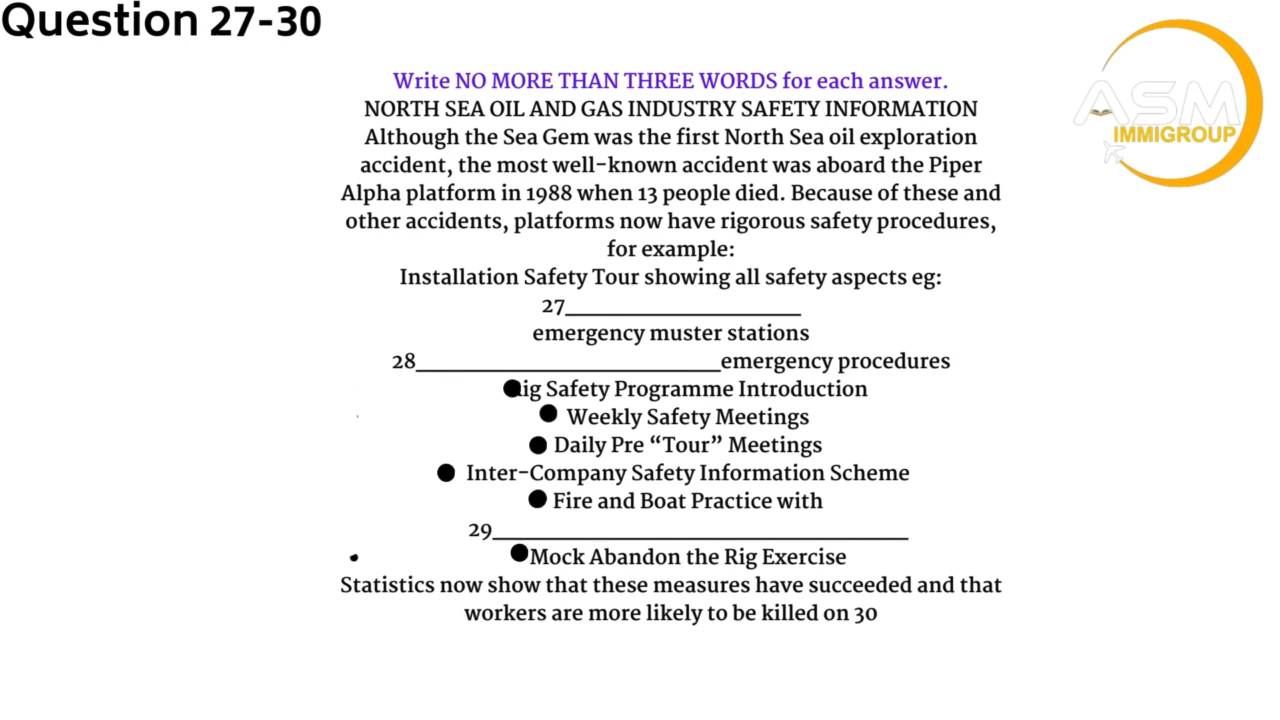 Question 27-30
ASM
IMMIGROUP
Write NO MORE THAN THREE WORDS for each answer.
NORTH SEA OIL AND GAS INDUSTRY SAFETY INFORMATION
Although the Sea Gem was the first North Sea oil exploration
accident, the most well-known accident was aboard the Piper
Alpha platform in 1988 when 13 people died. Because of these and
other accidents, platforms now have rigorous safety procedures,
for example:
Installation Safety Tour showing all safety aspects eg:
27____________________
emergency muster stations
28__________________________emergency procedures
● Rig Safety Programme Introduction
● Weekly Safety Meetings
● Daily Pre “Tour” Meetings
● Inter-Company Safety Information Scheme
● Fire and Boat Practice with
29___________________________________
● Mock Abandon the Rig Exercise
Statistics now show that these measures have succeeded and that
workers are more likely to be killed on 30